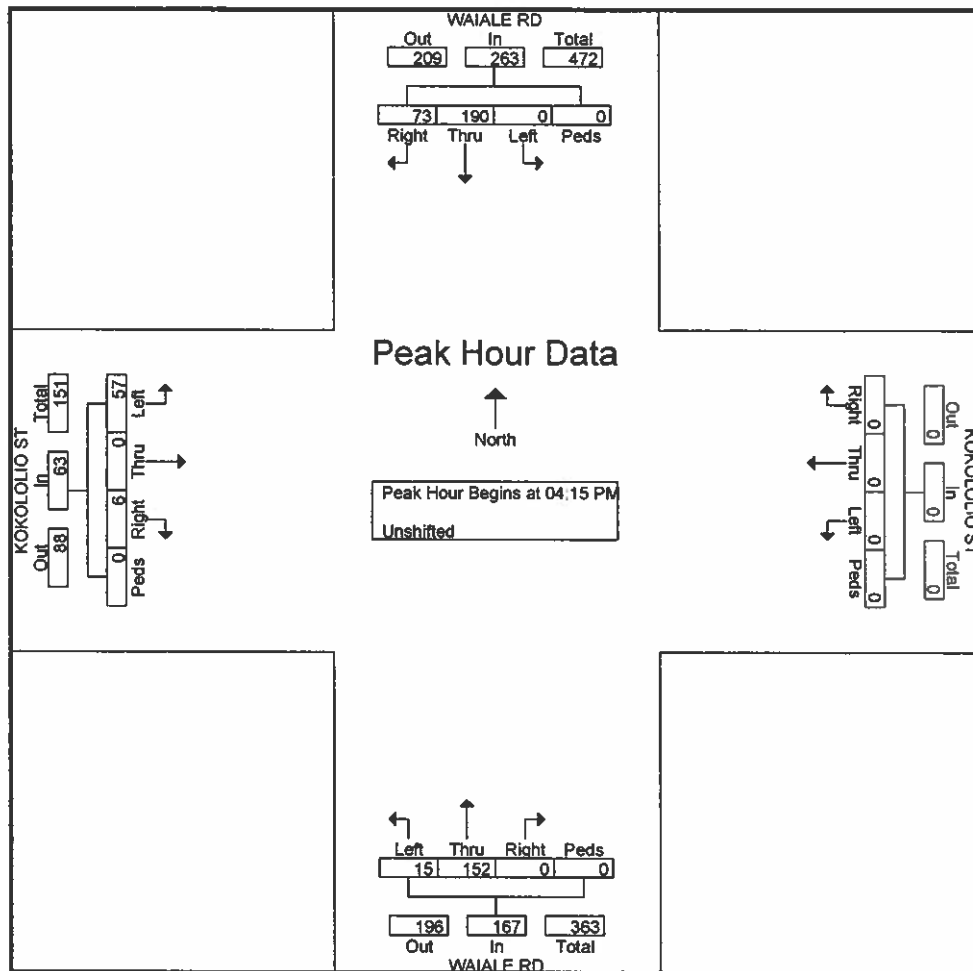 WAIALE RD
Out In Total
209 263 472
73 190 0 0
Right Thru Left Peds
Peak Hour Data
North
Peak Hour Begins at 04:15 PM
Unshifted
KOKOLOLIO ST
Total In Out
151 63 88
57 0 6 0
Left Thru Right Peds
Right Thru Left Peds
0 0 0 0
Out In Total
0 0 0
KOKOLOLIO ST
Left Thru Right Peds
15 152 0 0
196 167 363
Out In Total
WAIALE RD